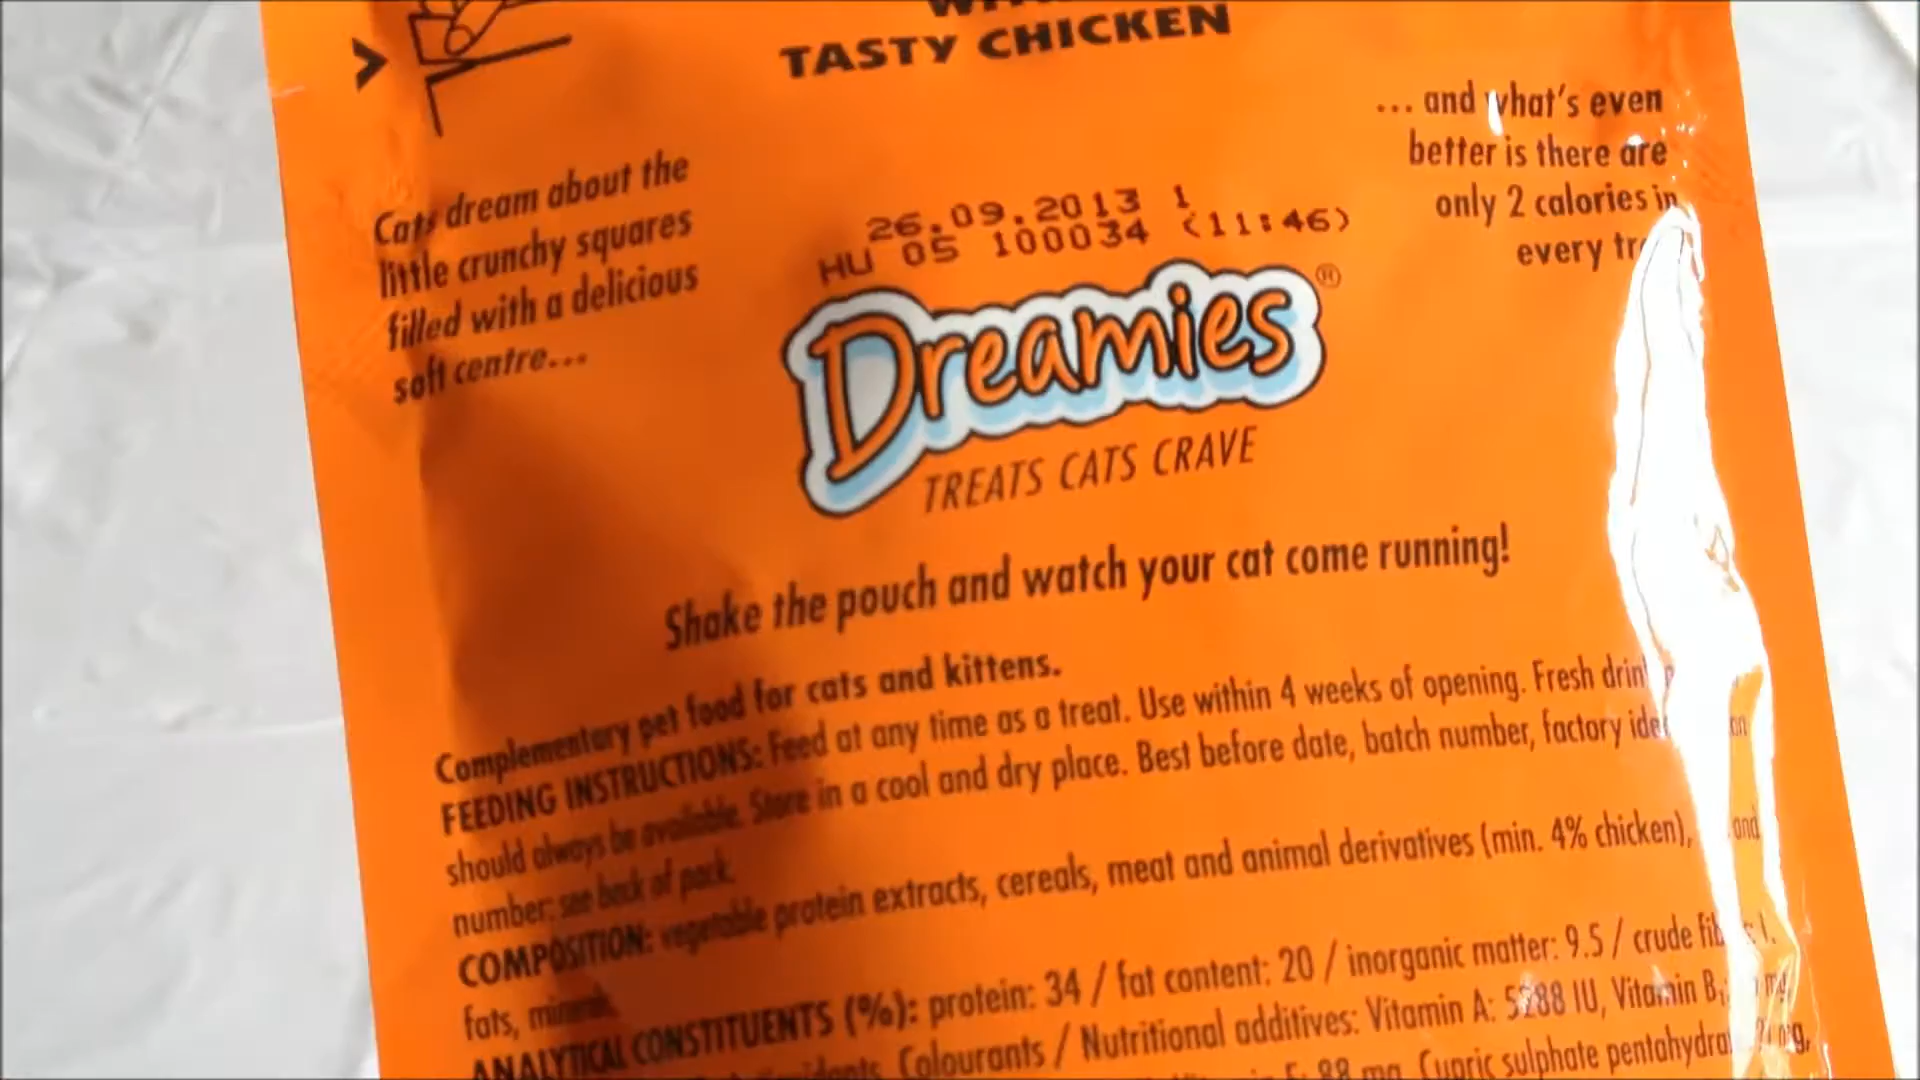 TASTY CHICKEN
Cats dream about the
little crunchy squares
filled with a delicious
soft centre...
... and what's even
better is there are
only 2 calories in
every
26.09.2013 1
HU 05 100034 (11:46)
Dreamies®
TREATS CATS CRAVE
Shake the pouch and watch your cat come running!
Complementary pet food for cats and kittens.
FEEDING INSTRUCTIONS: Feed at any time as a treat. Use within 4 weeks of opening. Fresh
should always be available. Store in a cool and dry place. Best before date, batch number, factory
number: see back of pack.
COMPOSITION: vegetable protein extracts, cereals, meat and animal derivatives (min. 4% chicken), and
fats, minerals.
ANALYTICAL CONSTITUENTS (%): protein: 34 / fat content: 20 / inorganic matter: 9.5 / crude
Colourants / Nutritional additives: Vitamin A: 5288 IU, Vitamin mg,
E: 88 mg, Cupric sulphate